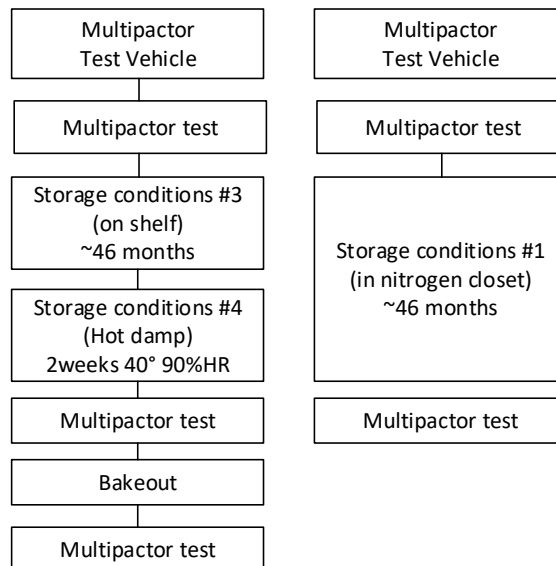 Multipactor
Test Vehicle
Multipactor test
Storage conditions #3
(on shelf)
~46 months
Storage conditions #4
(Hot damp)
2weeks 40° 90%HR
Multipactor test
Bakeout
Multipactor test
Multipactor
Test Vehicle
Multipactor test
Storage conditions #1
(in nitrogen closet)
~46 months
Multipactor test